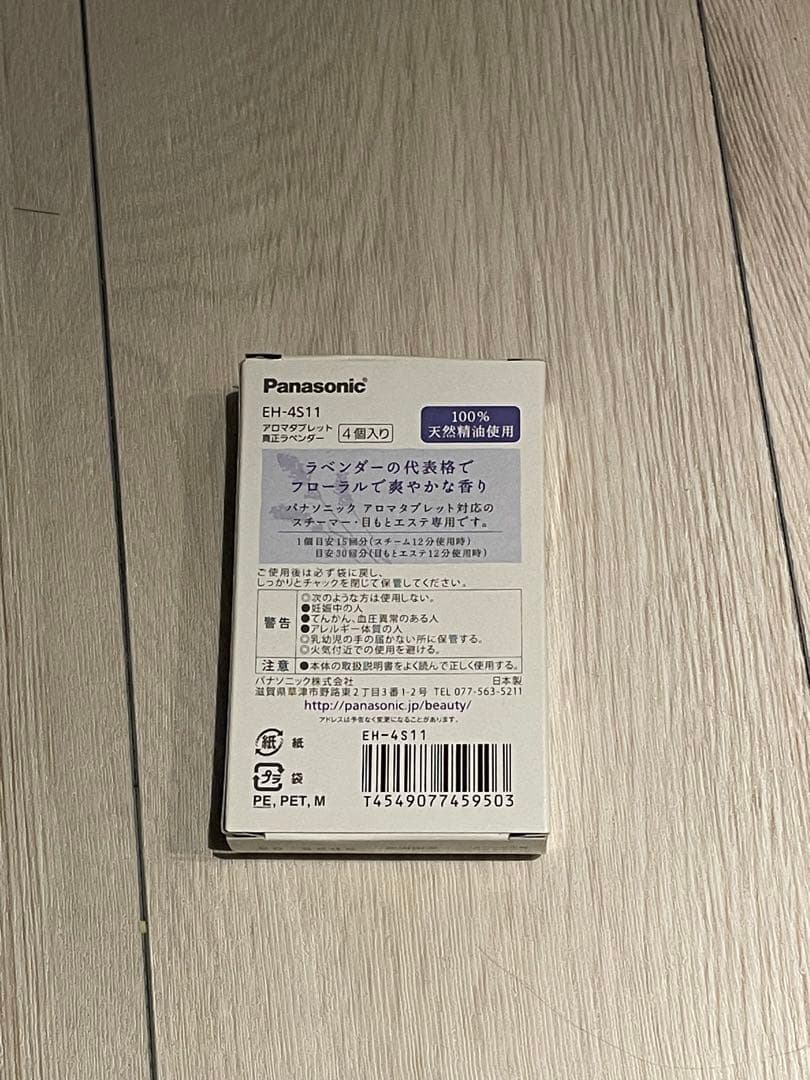 Panasonic®
EH-4S11
アロマタブレット
真正ラベンダー
4個入り
100%
天然精油使用
ラベンダーの代表格で
フローラルで爽やかな香り
パナソニック アロマタブレット対応の
スチーマー・目もとエステ専用です。
1個目安15回分(スチーム12分使用時)
目安30回分(目もとエステ12分使用時)
ご使用後は必ず袋に戻し、
しっかりとチャックを閉じて保管してください。
警告
◎次のような方は使用しない。
●妊娠中の人
●てんかん、血圧異常のある人
●アレルギー体質の人
◎乳幼児の手の届かない所に保管する。
◎火気付近での使用を避ける。
注意
●本体の取扱説明書をよく読んで正しく使用する。
パナソニック株式会社 日本製
滋賀県草津市野路東2丁目3番1-2号 TEL 077-563-5211
http://panasonic.jp/beauty/
アドレスは予告なく変更になることがあります。
紙 紙
プラ 袋
PE, PET, M
EH-4S11
T4549077459503